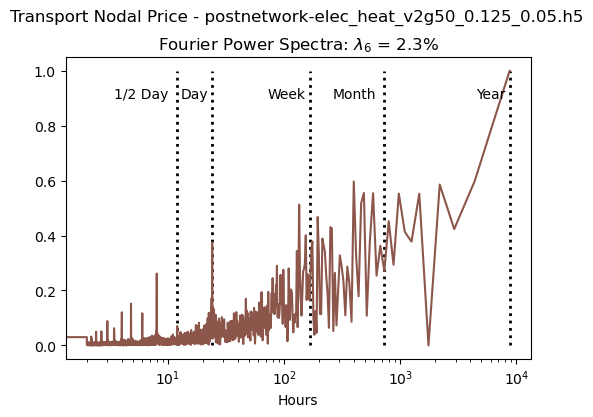 Transport Nodal Price - postnetwork-elec_heat_v2g50_0.125_0.05.h5
Fourier Power Spectra: λ₆ = 2.3%
1.0
0.8
0.6
0.4
0.2
0.0
1/2 Day Day Week Month Year
10¹ 10² 10³ 10⁴
Hours